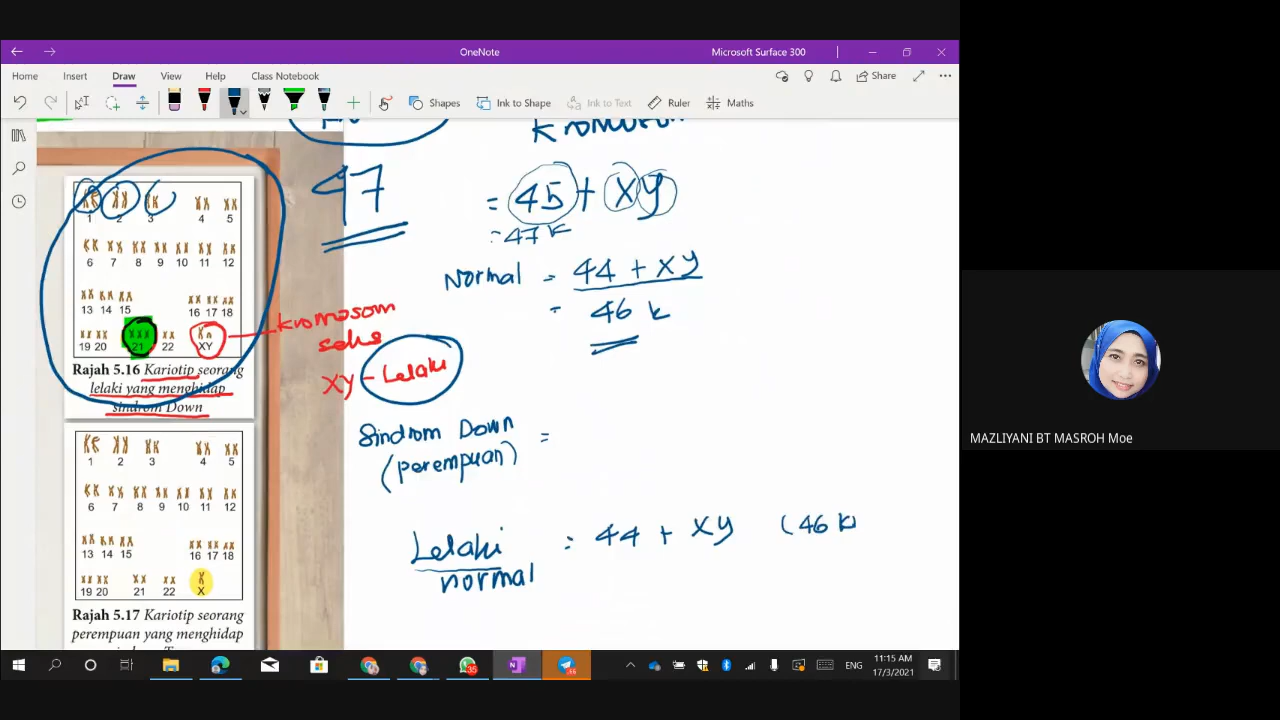 OneNote
Microsoft Surface 300
Home Insert Draw View Help Class Notebook
Share
Shapes Ink to Shape Ink to Text Ruler Maths
Kromosom
47
= 45 + XY
= 47 K
Normal = 44 + XY
= 46 K
1 2 3 4 5
6 7 8 9 10 11 12
13 14 15 16 17 18
19 20 21 22 XY
Kromosom
seks
XY - Lelaki
Rajah 5.16 Kariotip seorang
lelaki yang menghidap
sindrom Down
Sindrom Down =
(perempuan)
1 2 3 4 5
6 7 8 9 10 11 12
13 14 15 16 17 18
19 20 21 22 X
Lelaki = 44 + XY (46 K
normal
Rajah 5.17 Kariotip seorang
perempuan yang menghidap
MAZLIYANI BT MASROH Moe
35
ENG
11:15 AM
17/3/2021